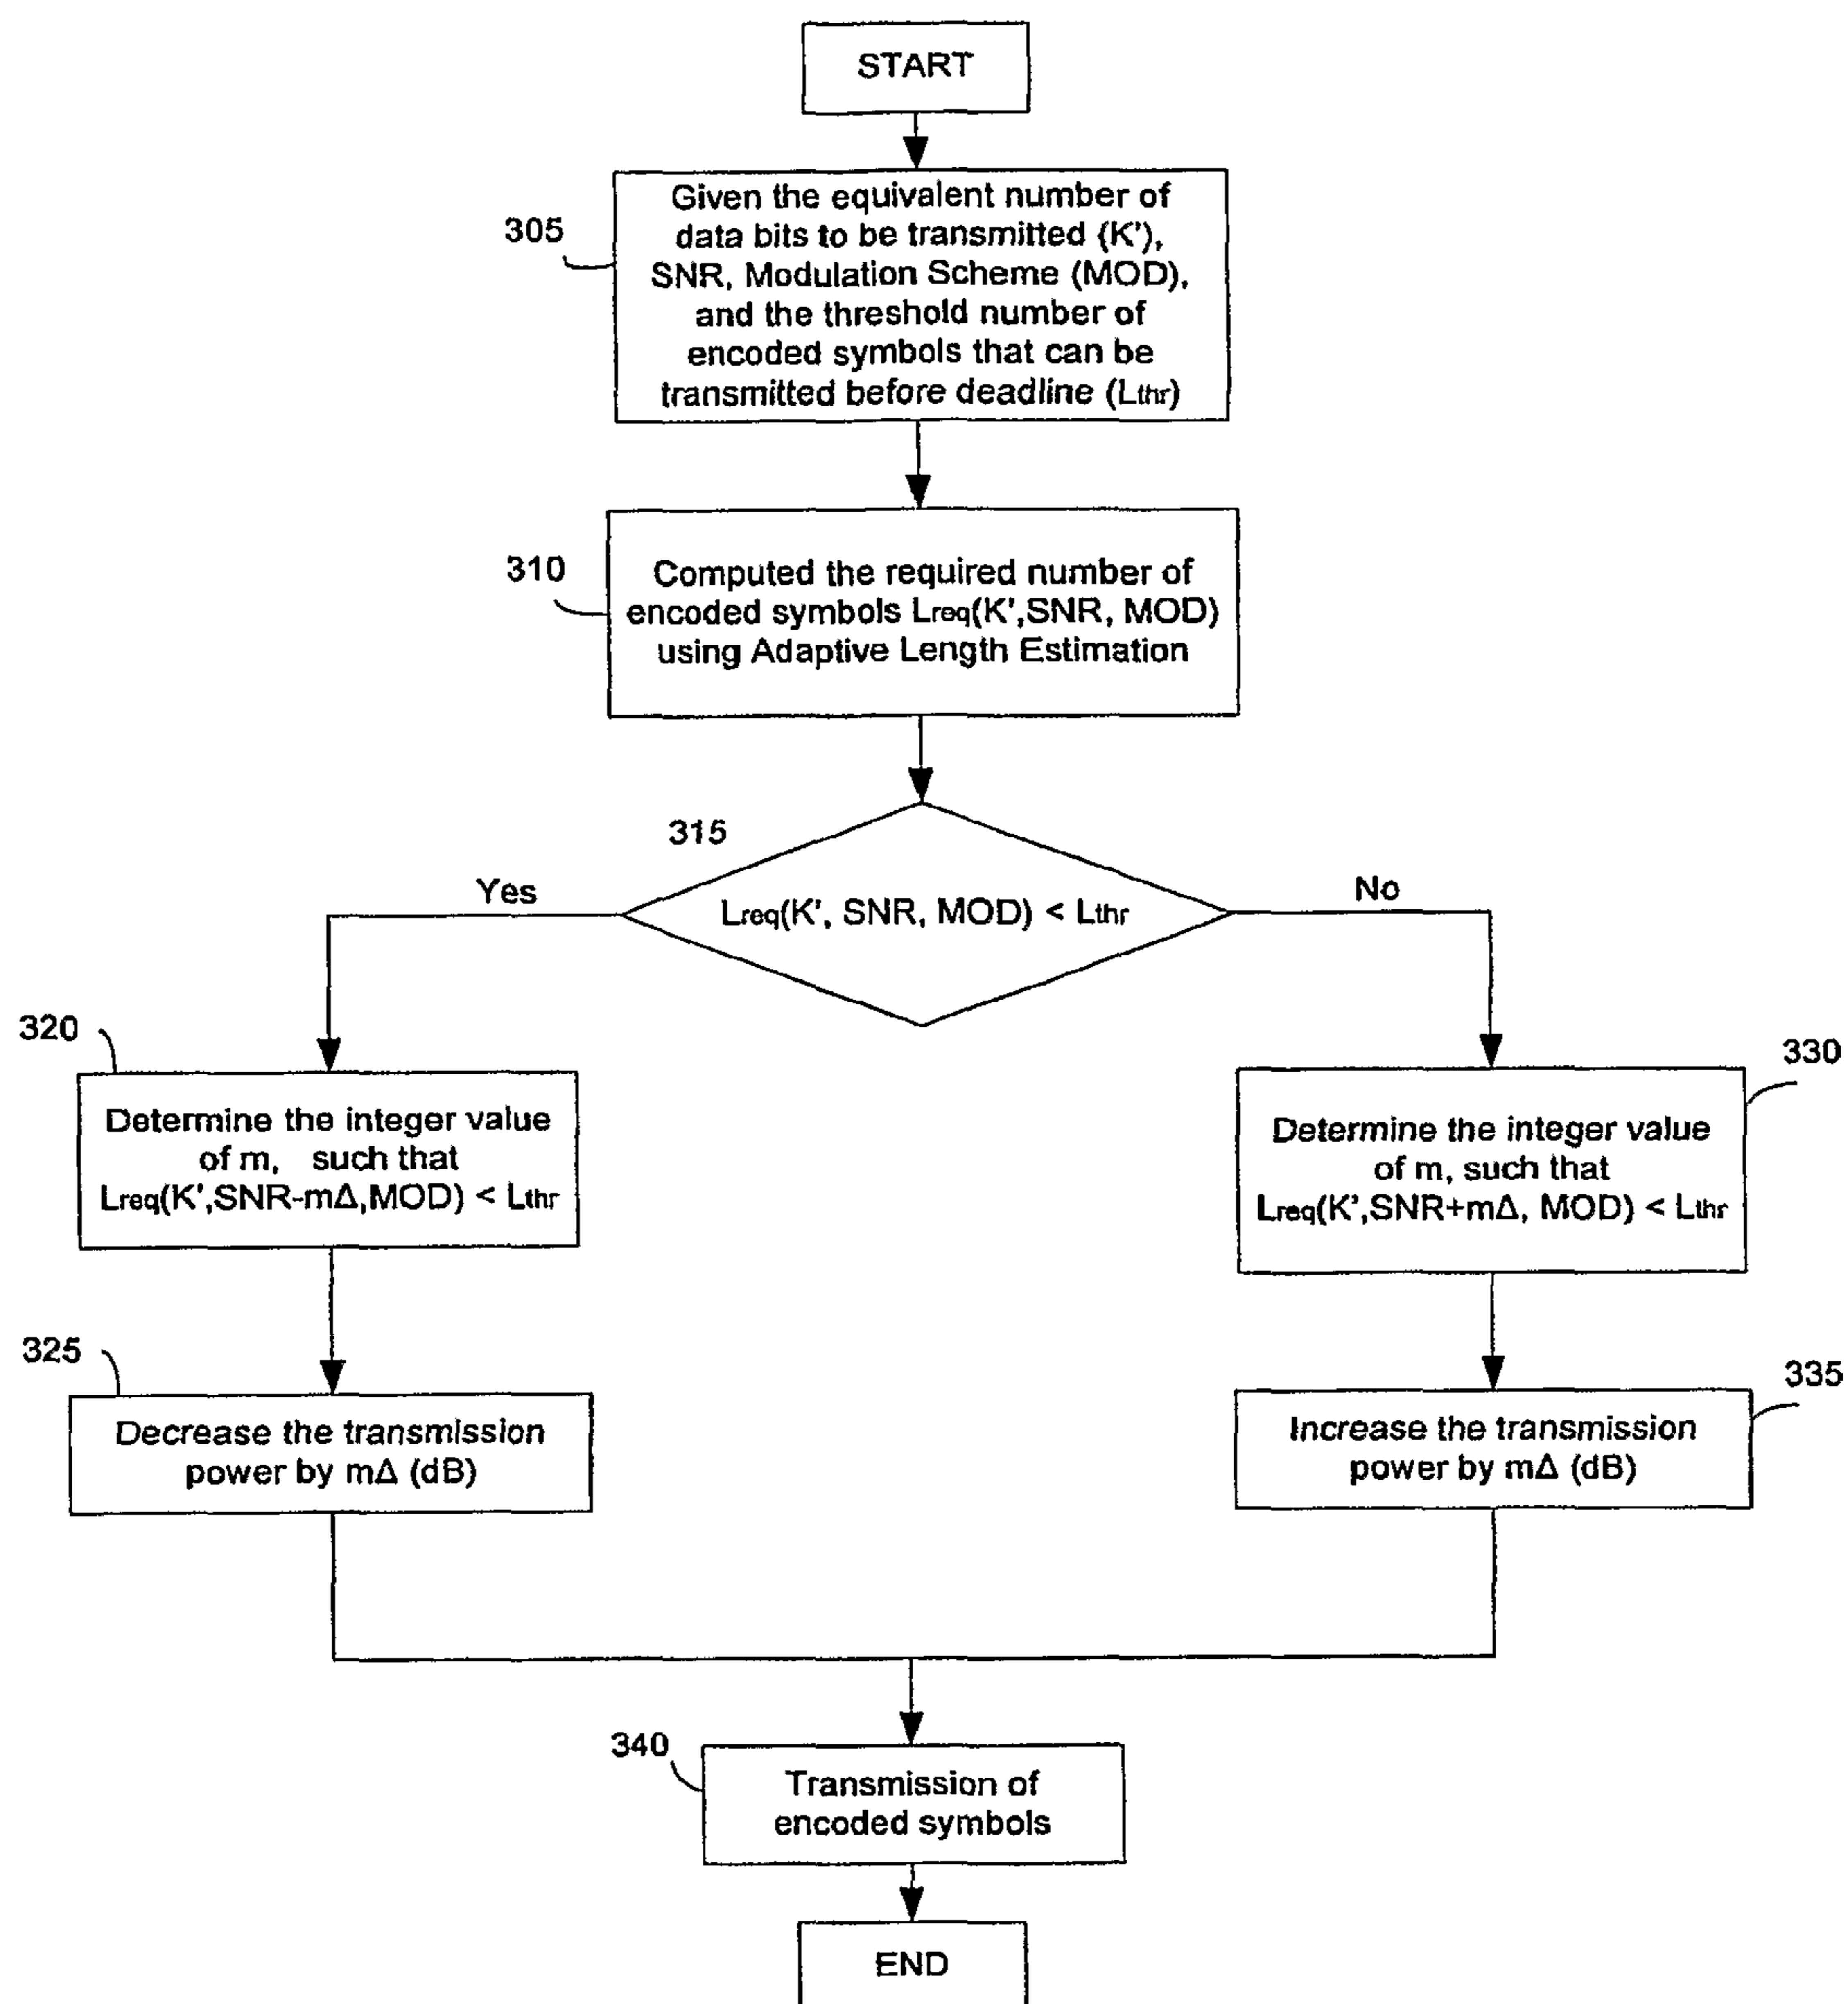 START
305
Given the equivalent number of
data bits to be transmitted (K'),
SNR, Modulation Scheme (MOD),
and the threshold number of
encoded symbols that can be
transmitted before deadline (Lthr)
310
Computed the required number of
encoded symbols Lreq(K',SNR, MOD)
using Adaptive Length Estimation
315
Yes
Lreq(K', SNR, MOD) < Lthr
No
320
Determine the integer value
of m, such that
Lreq(K',SNR-mΔ,MOD) < Lthr
330
Determine the integer value
of m, such that
Lreq(K',SNR+mΔ, MOD) < Lthr
325
Decrease the transmission
power by mΔ (dB)
335
Increase the transmission
power by mΔ (dB)
340
Transmission of
encoded symbols
END